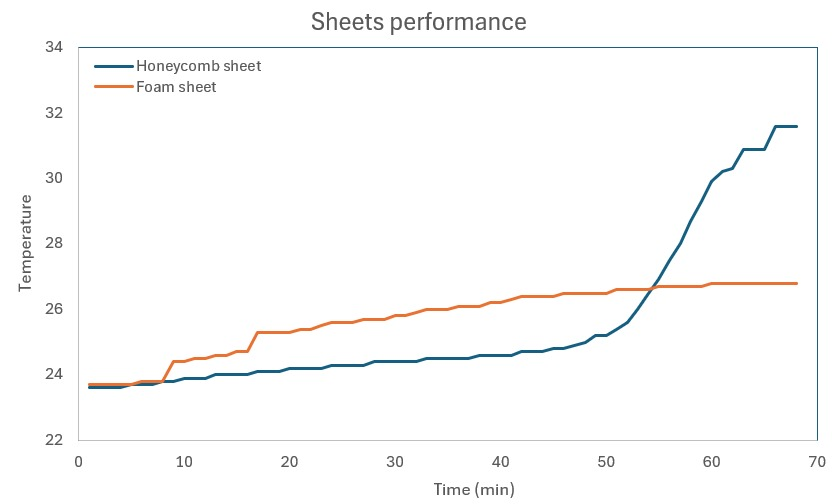 Sheets performance
34
32
30
28
26
24
22
Temperature
Honeycomb sheet
Foam sheet
0 10 20 30 40 50 60 70
Time (min)